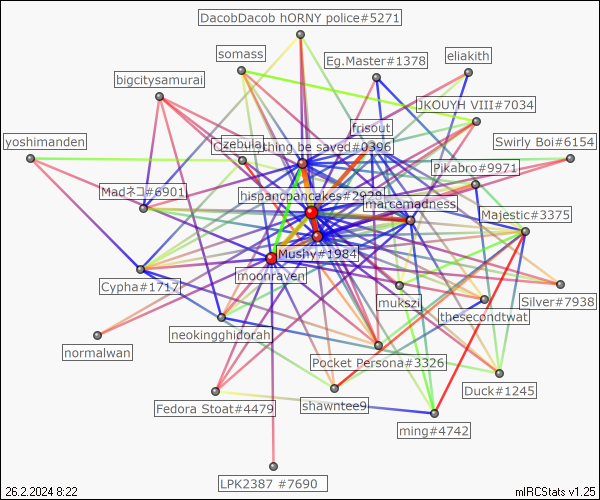 DacobDacob hORNY police#5271
somass
Eg.Master#1378
eliakith
bigcitysamurai
JKOUYH VIII#7034
frisout
yoshimanden
zebula
thing be saved#0396
Swirly Boi#6154
Pikabro#9971
Madネコ#6901
hispancpancakes#2928
marcemadness
Majestic#3375
Mushy#1984
moonraven
Cypha#1717
mukszil
Silver#7938
thesecondtwat
neokingghidorah
normalwan
Pocket Persona#3326
Duck#1245
Fedora Stoat#4479
shawntee9
ming#4742
LPK2387 #7690
26.2.2024 8:22
mIRCStats v1.25